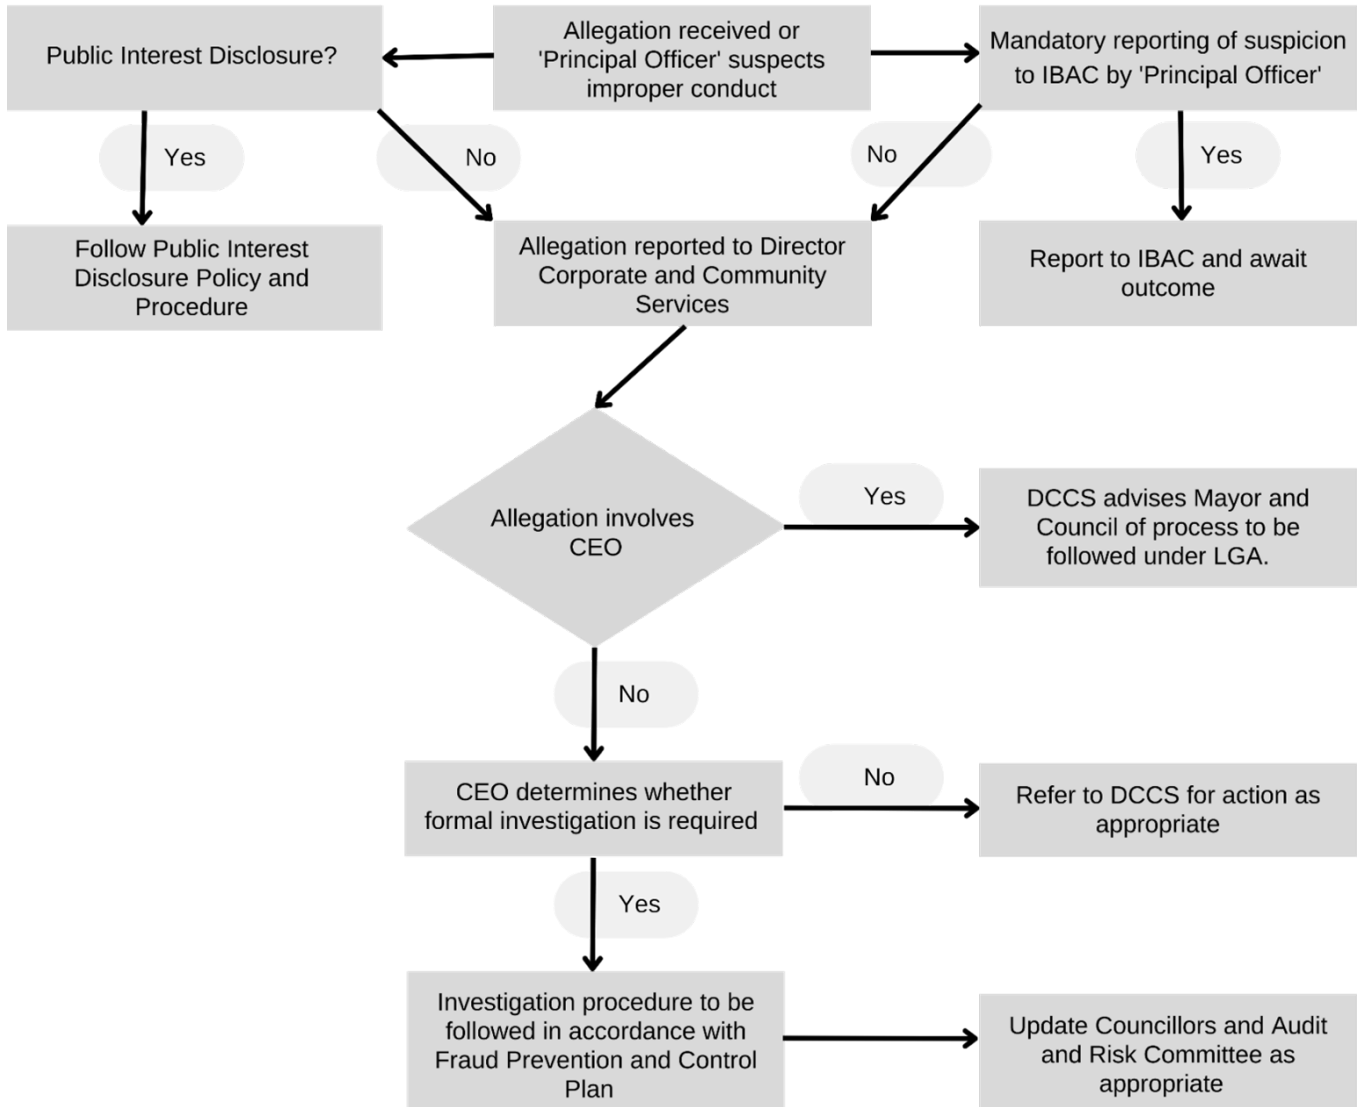 Public Interest Disclosure?
Allegation received or
'Principal Officer' suspects
improper conduct
Mandatory reporting of suspicion
to IBAC by 'Principal Officer'
Yes
No
No
Yes
Follow Public Interest
Disclosure Policy and
Procedure
Allegation reported to Director
Corporate and Community
Services
Report to IBAC and await
outcome
Allegation involves
CEO
Yes
DCCS advises Mayor and
Council of process to be
followed under LGA.
No
CEO determines whether
formal investigation is required
No
Refer to DCCS for action as
appropriate
Yes
Investigation procedure to be
followed in accordance with
Fraud Prevention and Control
Plan
Update Councillors and Audit
and Risk Committee as
appropriate